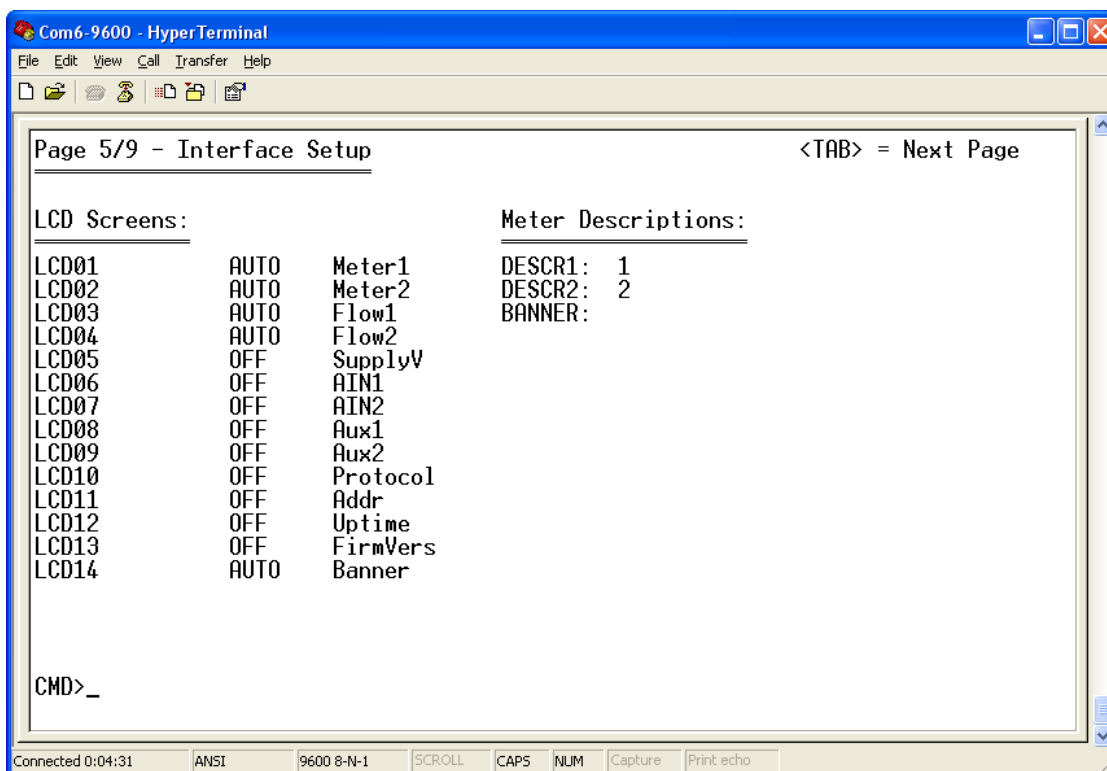 Com6-9600 - HyperTerminal
File Edit View Call Transfer Help
Page 5/9 - Interface Setup <TAB> = Next Page
LCD Screens: Meter Descriptions:
LCD01 AUTO Meter1 DESCR1: 1
LCD02 AUTO Meter2 DESCR2: 2
LCD03 AUTO Flow1 BANNER:
LCD04 AUTO Flow2
LCD05 OFF SupplyV
LCD06 OFF AIN1
LCD07 OFF AIN2
LCD08 OFF Aux1
LCD09 OFF Aux2
LCD10 OFF Protocol
LCD11 OFF Addr
LCD12 OFF Uptime
LCD13 OFF FirmVers
LCD14 AUTO Banner
CMD>_
Connected 0:04:31 ANSI 9600 8-N-1 SCROLL CAPS NUM Capture Print echo